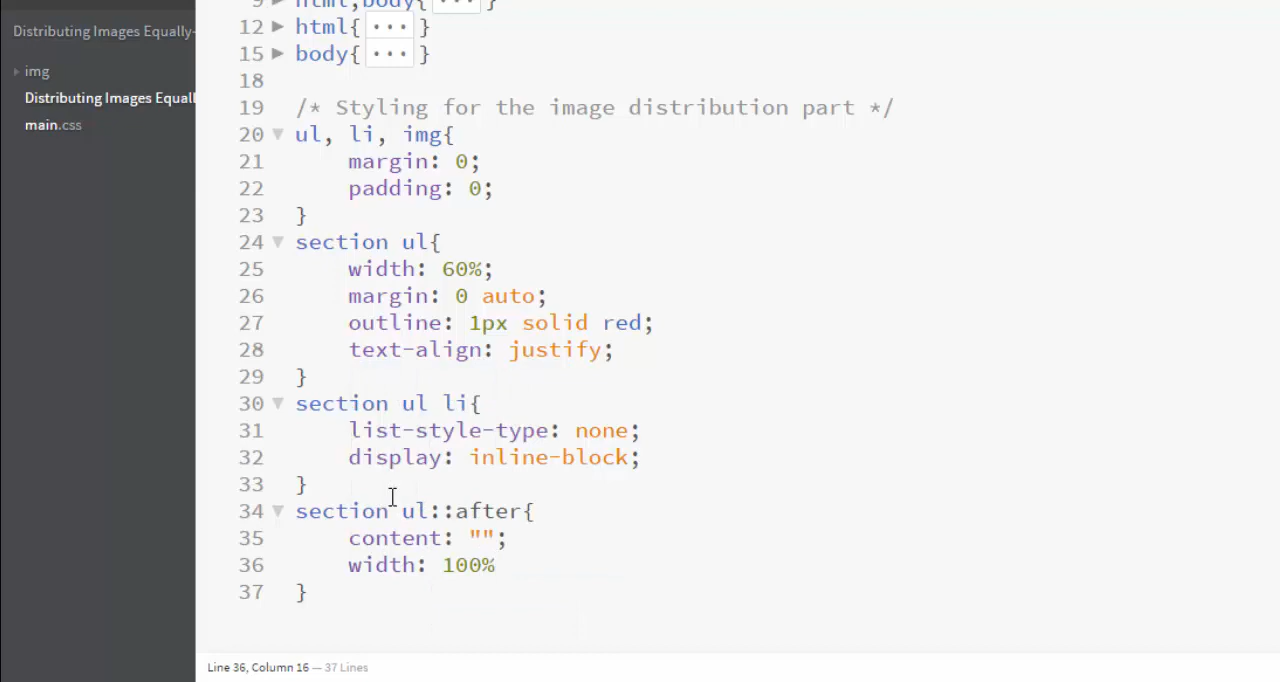 Distributing Images Equally-
img
Distributing Images Equall
main.css
9 ▶ html,body{ ··· }
12 ▶ html{ ··· }
15 ▶ body{ ··· }
18
19 /* Styling for the image distribution part */
20 ▼ ul, li, img{
21 margin: 0;
22 padding: 0;
23 }
24 ▼ section ul{
25 width: 60%;
26 margin: 0 auto;
27 outline: 1px solid red;
28 text-align: justify;
29 }
30 ▼ section ul li{
31 list-style-type: none;
32 display: inline-block;
33 }
34 ▼ section ul::after{
35 content: "";
36 width: 100%
37 }
Line 36, Column 16 — 37 Lines